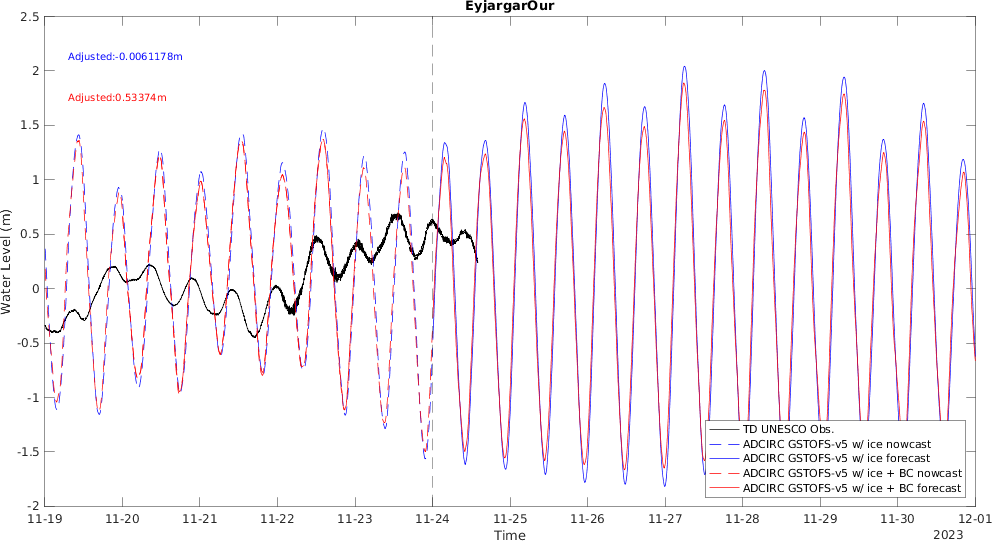 EyjargarOur
Adjusted:-0.0061178m
Adjusted:0.53374m
Water Level (m)
2.5
2
1.5
1
0.5
0
-0.5
-1
-1.5
-2
TD UNESCO Obs.
ADCIRC GSTOFS-v5 w/ ice nowcast
ADCIRC GSTOFS-v5 w/ ice forecast
ADCIRC GSTOFS-v5 w/ ice + BC nowcast
ADCIRC GSTOFS-v5 w/ ice + BC forecast
11-19 11-20 11-21 11-22 11-23 11-24 11-25 11-26 11-27 11-28 11-29 11-30 12-01
Time
2023